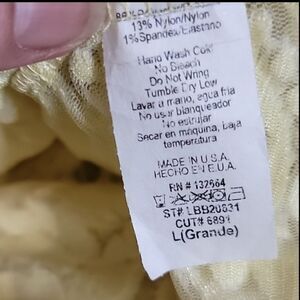 13% Nylon/Nylon
1% Spandex/Elastano
Hand Wash Cold
No Bleach
Do Not Wring
Tumble Dry Low
Lavar a mano, agua fria
No usar blanqueador
No estrujar
Secar en máquina, baja
temperatura
MADE IN U.S.A.
HECHO EN E.U.A.
RN # 132664
ST# LBB20831
CUT# 6891
L(Grande)